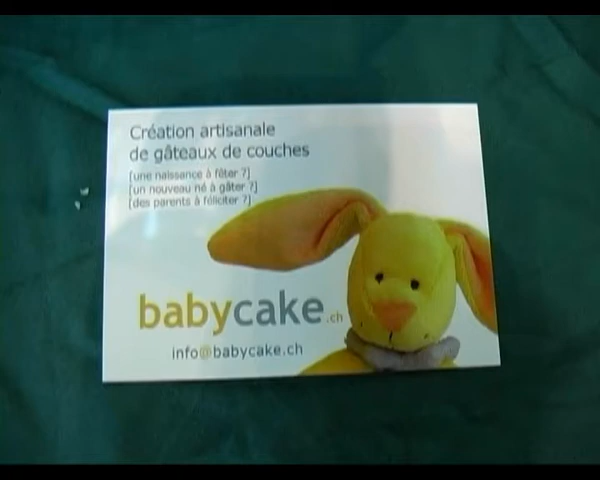 Création artisanale
de gâteaux de couches
[une naissance à fêter ?]
[un nouveau né à gâter ?]
[des parents à féliciter ?]
babycake.ch
info@babycake.ch